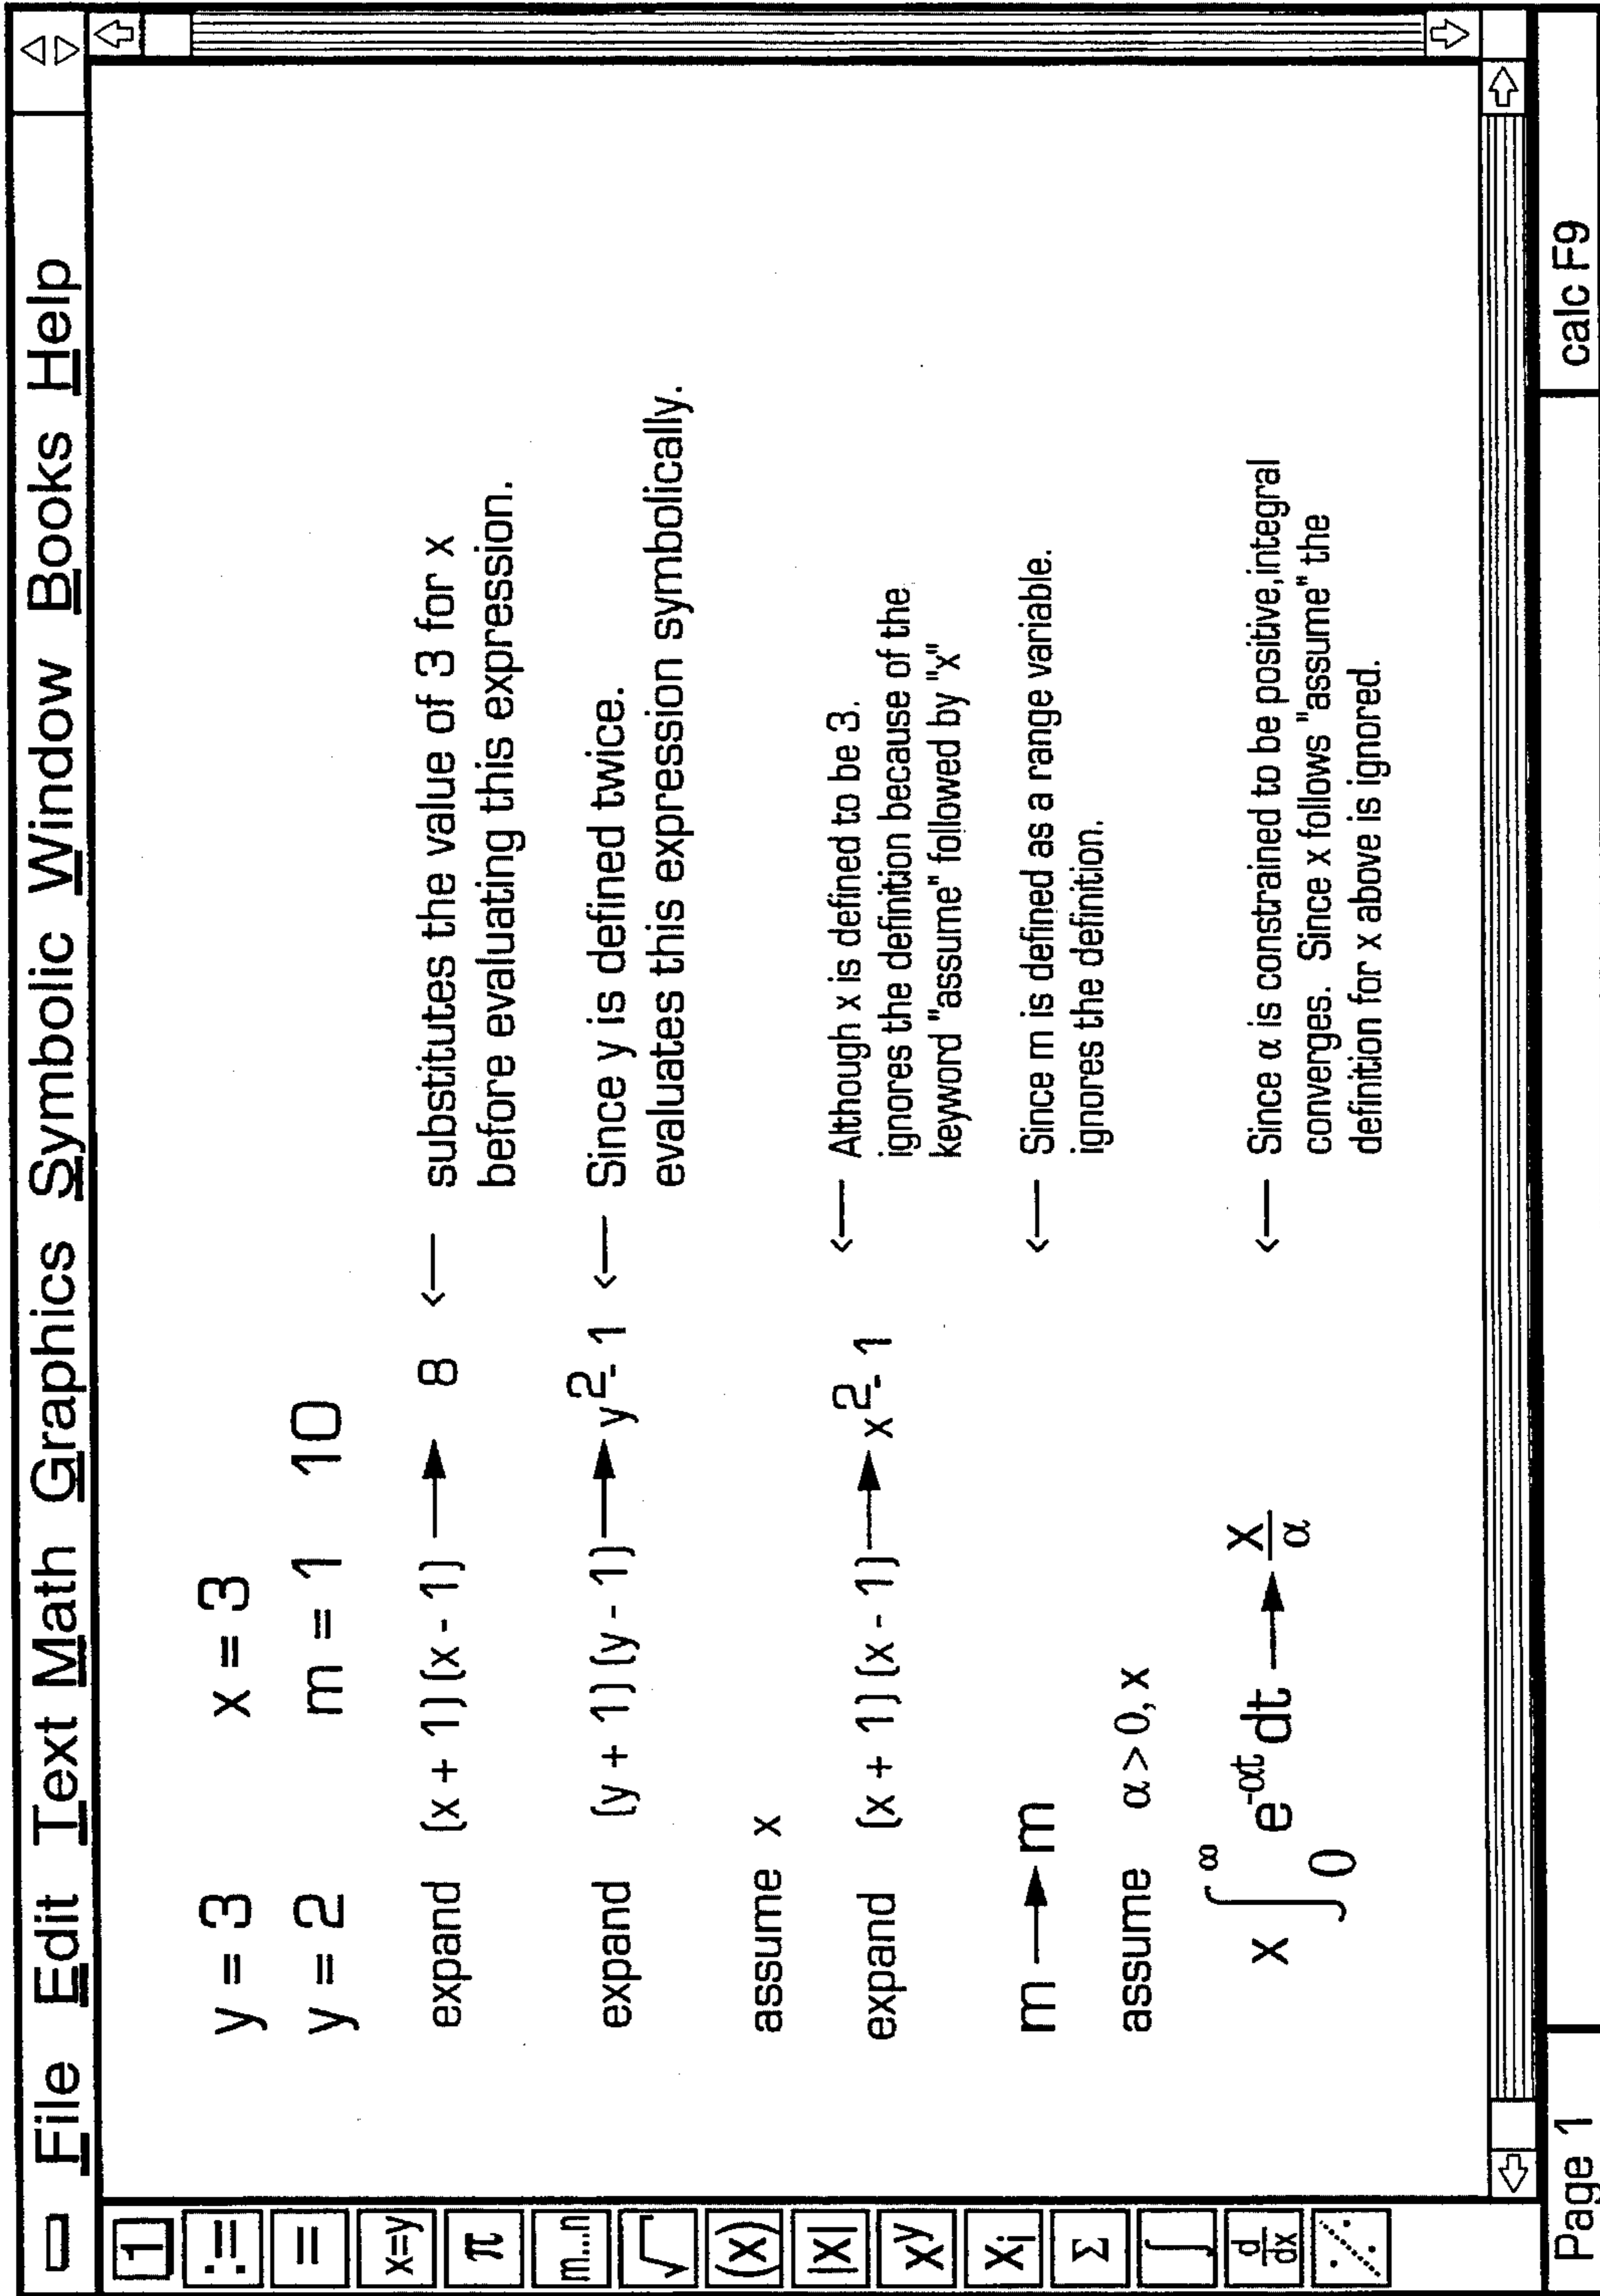 File Edit Text Math Graphics Symbolic Window Books Help
1
:=
=
x=y
π
m...n
√
(x)
|X|
xy
Xi
Σ
∫
d/dx
y = 3 x = 3
y = 2 m = 1 10
expand (x + 1) (x - 1) → 8 ← substitutes the value of 3 for x
before evaluating this expression.
expand (y + 1) (y - 1) → y²- 1 ← Since y is defined twice.
evaluates this expression symbolically.
assume x
expand (x + 1) (x - 1) → x²- 1 ← Although x is defined to be 3.
ignores the definition because of the
keyword "assume" followed by "x"
m → m ← Since m is defined as a range variable.
ignores the definition.
assume α > 0, x
x ∫₀^∞ e^-αt dt → X/α ← Since α is constrained to be positive,integral
converges. Since x follows "assume" the
definition for x above is ignored.
Page 1 calc F9